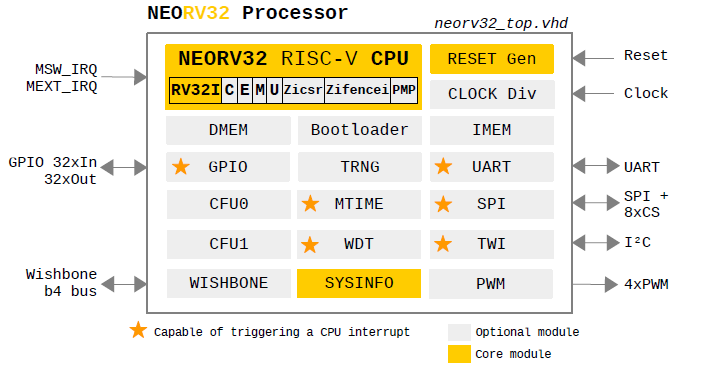 NEORV32 Processor
neorv32_top.vhd
NEORV32 RISC-V CPU
RV32I C E M U Zicsr Zifencei PMP
RESET Gen
CLOCK Div
DMEM Bootloader IMEM
GPIO TRNG UART
CFU0 MTIME SPI
CFU1 WDT TWI
WISHBONE SYSINFO PWM
MSW_IRQ
MEXT_IRQ
GPIO 32xIn
32xOut
Wishbone
b4 bus
Reset
Clock
UART
SPI +
8xCS
I²C
4xPWM
Capable of triggering a CPU interrupt
Optional module
Core module